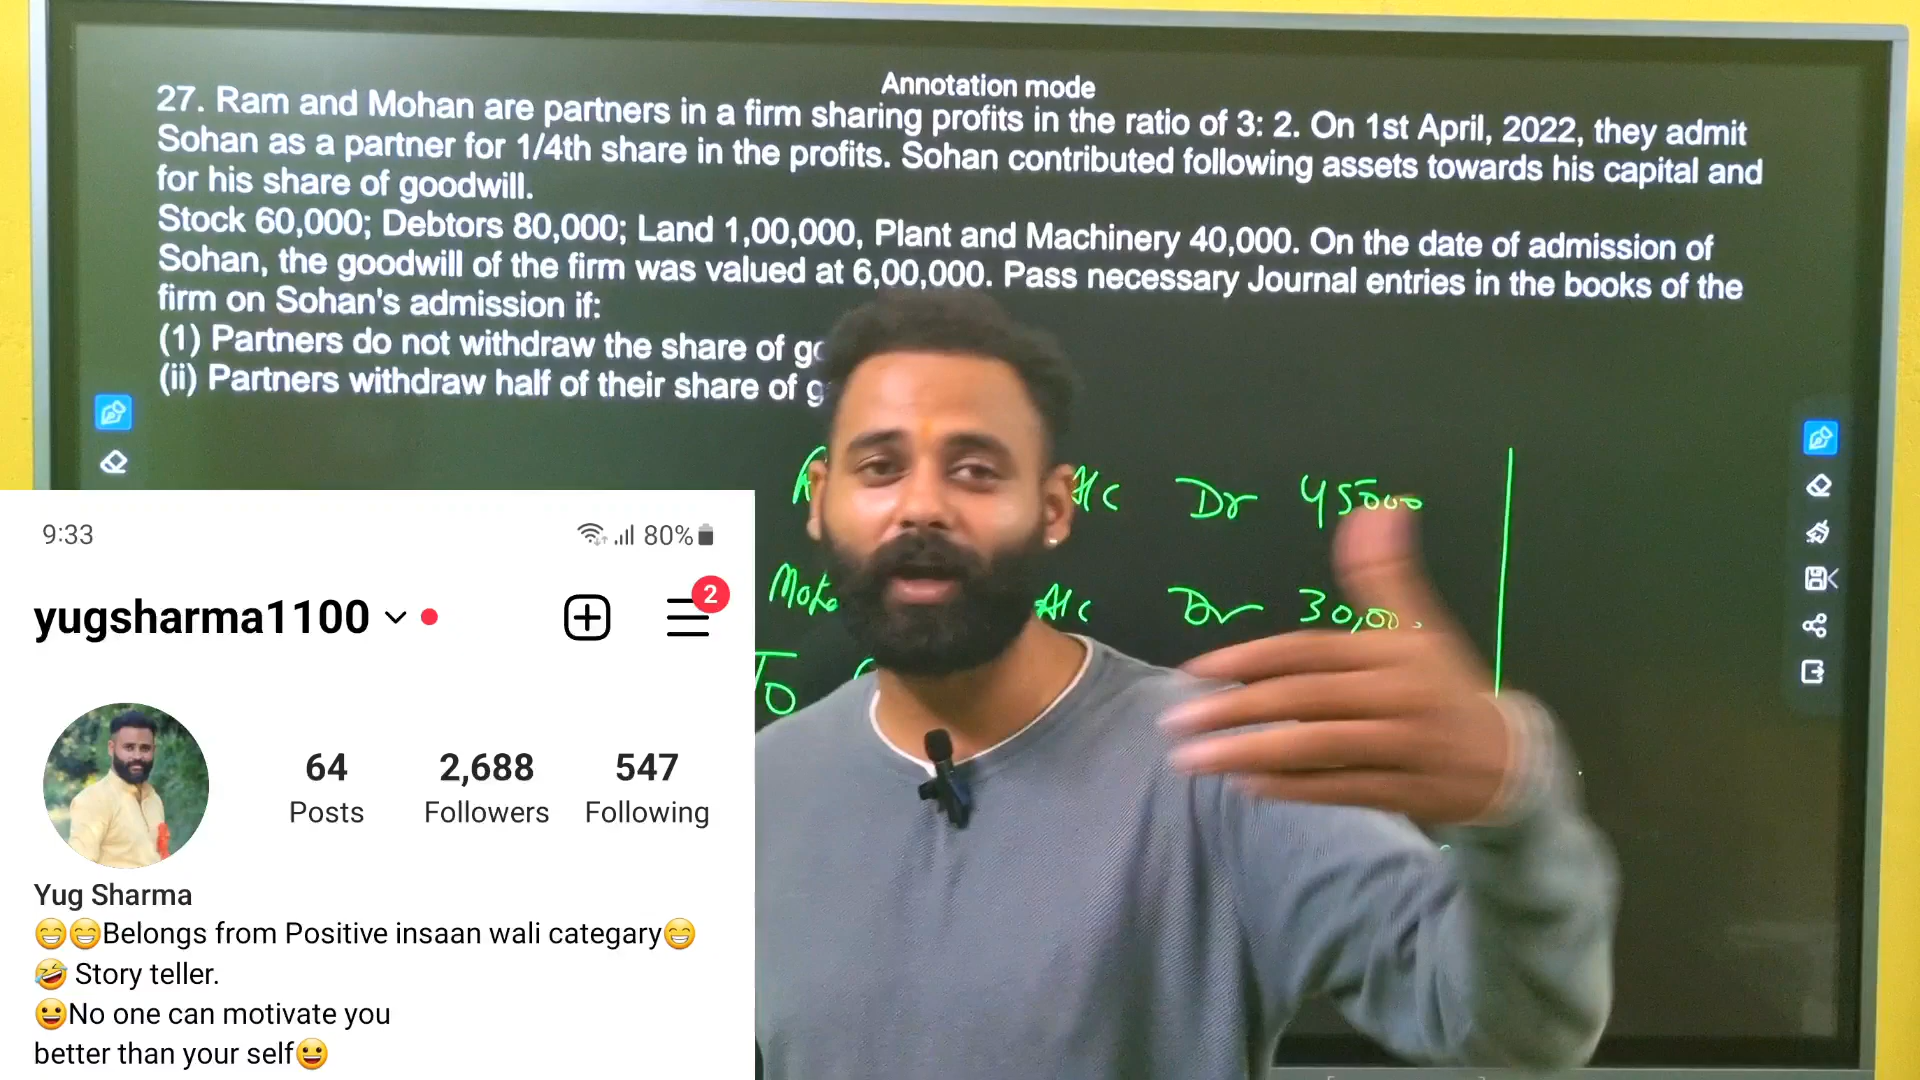 Annotation mode
27. Ram and Mohan are partners in a firm sharing profits in the ratio of 3: 2. On 1st April, 2022, they admit
Sohan as a partner for 1/4th share in the profits. Sohan contributed following assets towards his capital and
for his share of goodwill.
Stock 60,000; Debtors 80,000; Land 1,00,000, Plant and Machinery 40,000. On the date of admission of
Sohan, the goodwill of the firm was valued at 6,00,000. Pass necessary Journal entries in the books of the
firm on Sohan's admission if:
(1) Partners do not withdraw the share of
(ii) Partners withdraw half of their share of
A/c Dr 45000
A/c Dr 30,00
To
9:33
80%
yugsharma1100
2
64
Posts
2,688
Followers
547
Following
Yug Sharma
😁😁Belongs from Positive insaan wali categary😁
🤣 Story teller.
😀No one can motivate you
better than your self😀